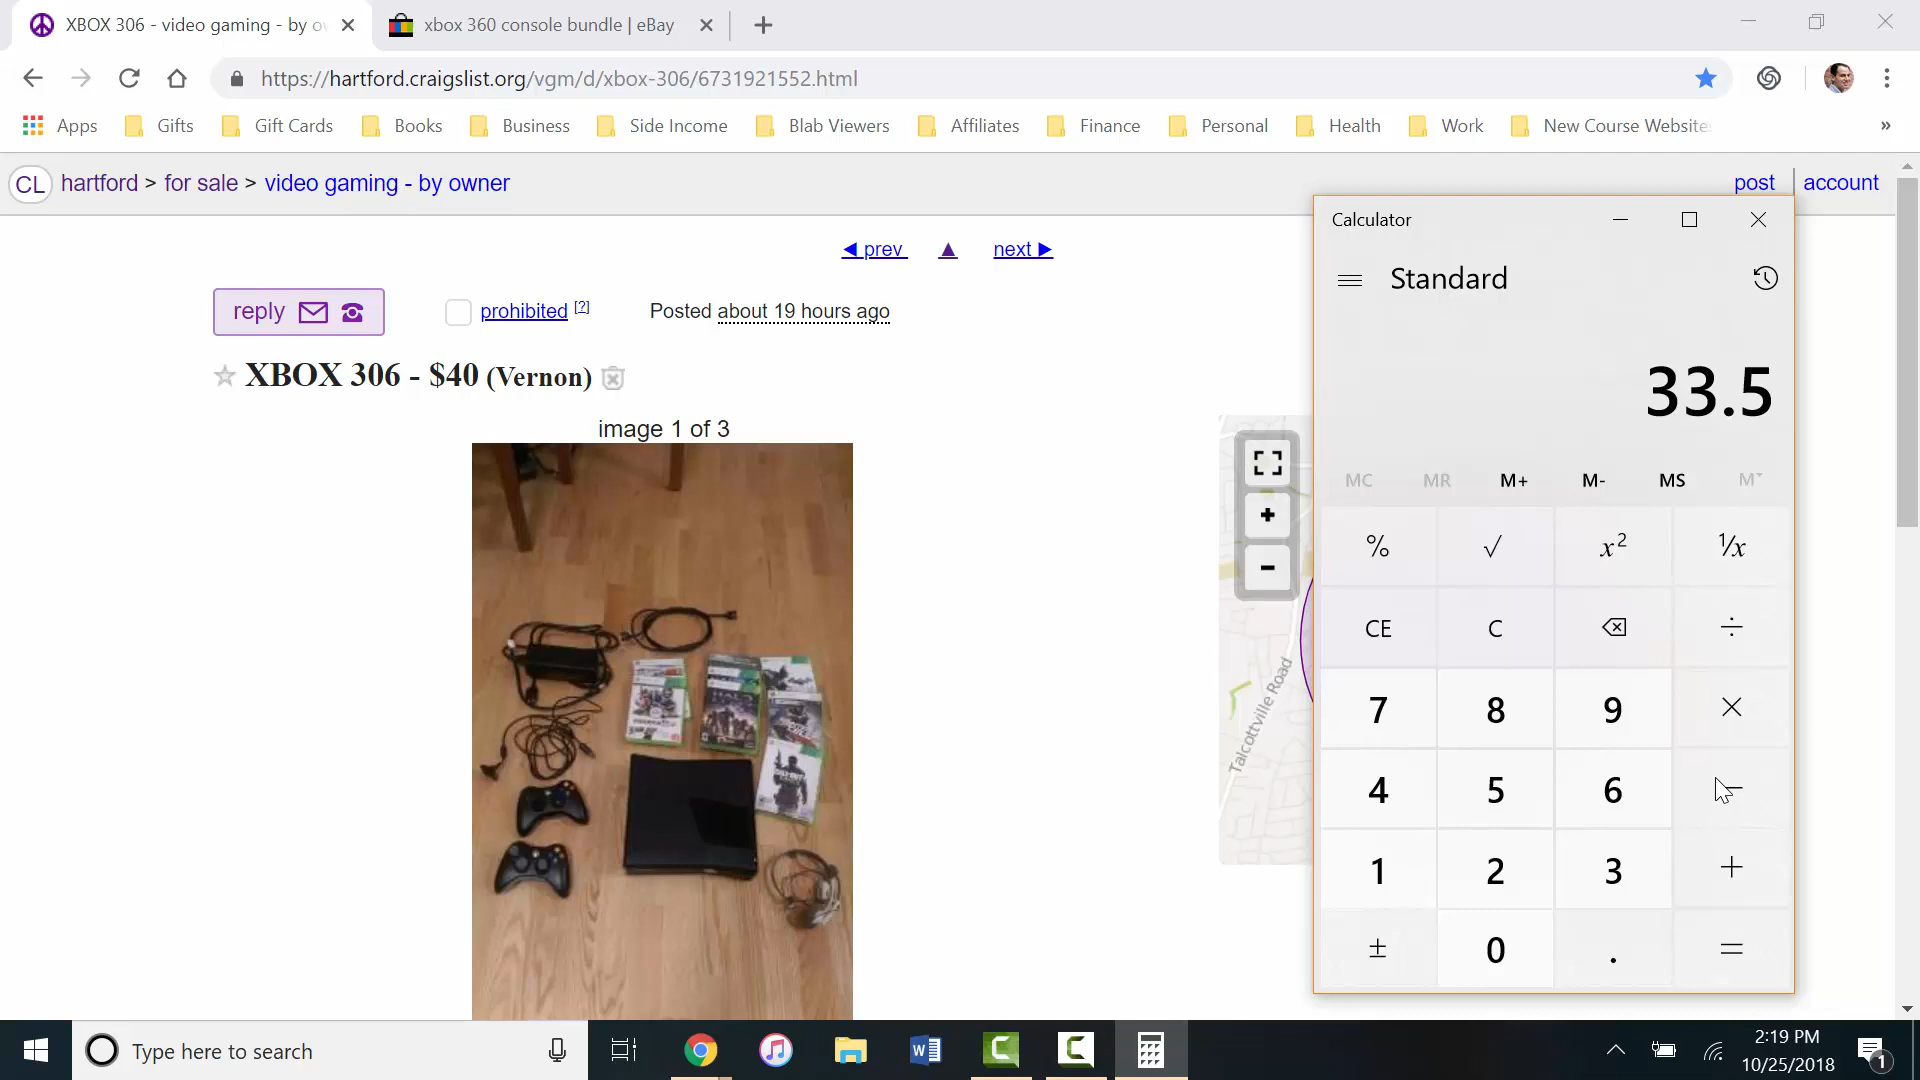 XBOX 306 - video gaming - by o
xbox 360 console bundle | eBay
https://hartford.craigslist.org/vgm/d/xbox-306/6731921552.html
Apps Gifts Gift Cards Books Business Side Income Blab Viewers Affiliates Finance Personal Health Work New Course Website »
CL hartford > for sale > video gaming - by owner
post account
◀ prev ▲ next ▶
reply prohibited [?] Posted about 19 hours ago
XBOX 306 - $40 (Vernon)
image 1 of 3
HALO
Talcottville Road
+
-
Calculator
Standard
33.5
MC MR M+ M- MS M˅
% √ x² ¹/x
CE C ÷
7 8 9 ×
4 5 6 −
1 2 3 +
± 0 . =
Type here to search
2:19 PM
10/25/2018
1